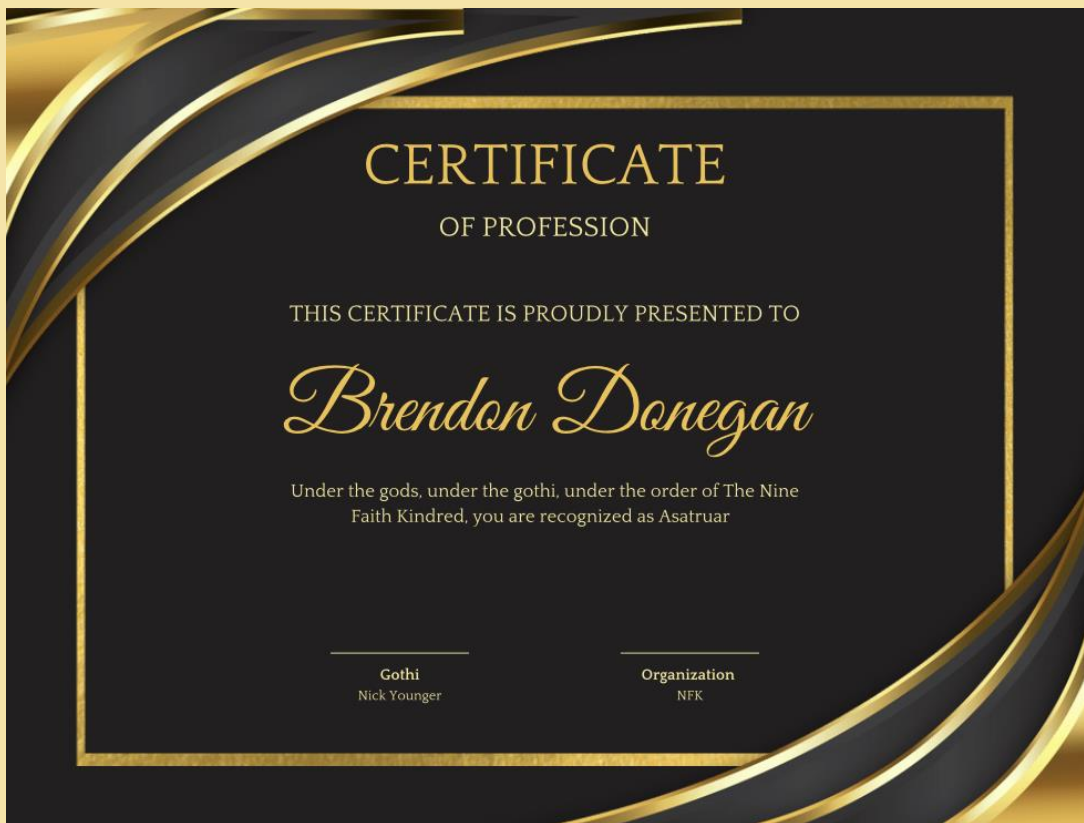 CERTIFICATE
OF PROFESSION
THIS CERTIFICATE IS PROUDLY PRESENTED TO
Brendon Donegan
Under the gods, under the gothi, under the order of The Nine
Faith Kindred, you are recognized as Asatruar
Gothi
Nick Younger
Organization
NFK